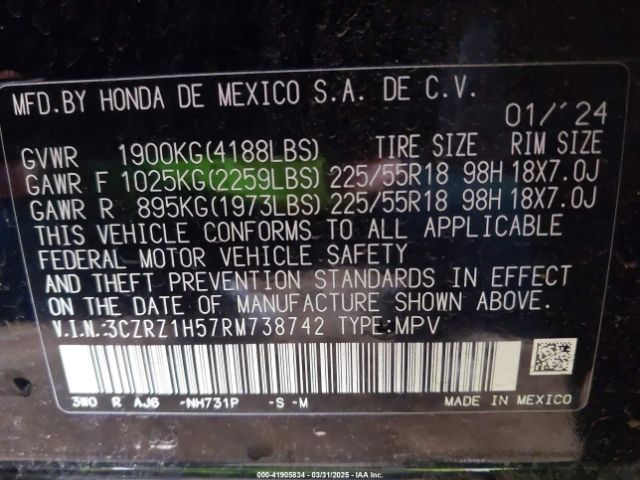 MFD.BY HONDA DE MEXICO S.A. DE C.V.
01/'24
GVWR 1900KG(4188LBS) TIRE SIZE RIM SIZE
GAWR F 1025KG(2259LBS) 225/55R18 98H 18X7.0J
GAWR R 895KG(1973LBS) 225/55R18 98H 18X7.0J
THIS VEHICLE CONFORMS TO ALL APPLICABLE
FEDERAL MOTOR VEHICLE SAFETY
AND THEFT PREVENTION STANDARDS IN EFFECT
ON THE DATE OF MANUFACTURE SHOWN ABOVE.
V.I.N.:3CZRZ1H57RM738742 TYPE:MPV
3W0 R AJ6 -NH731P -S -M MADE IN MEXICO
000-41905834 - 03/31/2025 - IAA Inc.